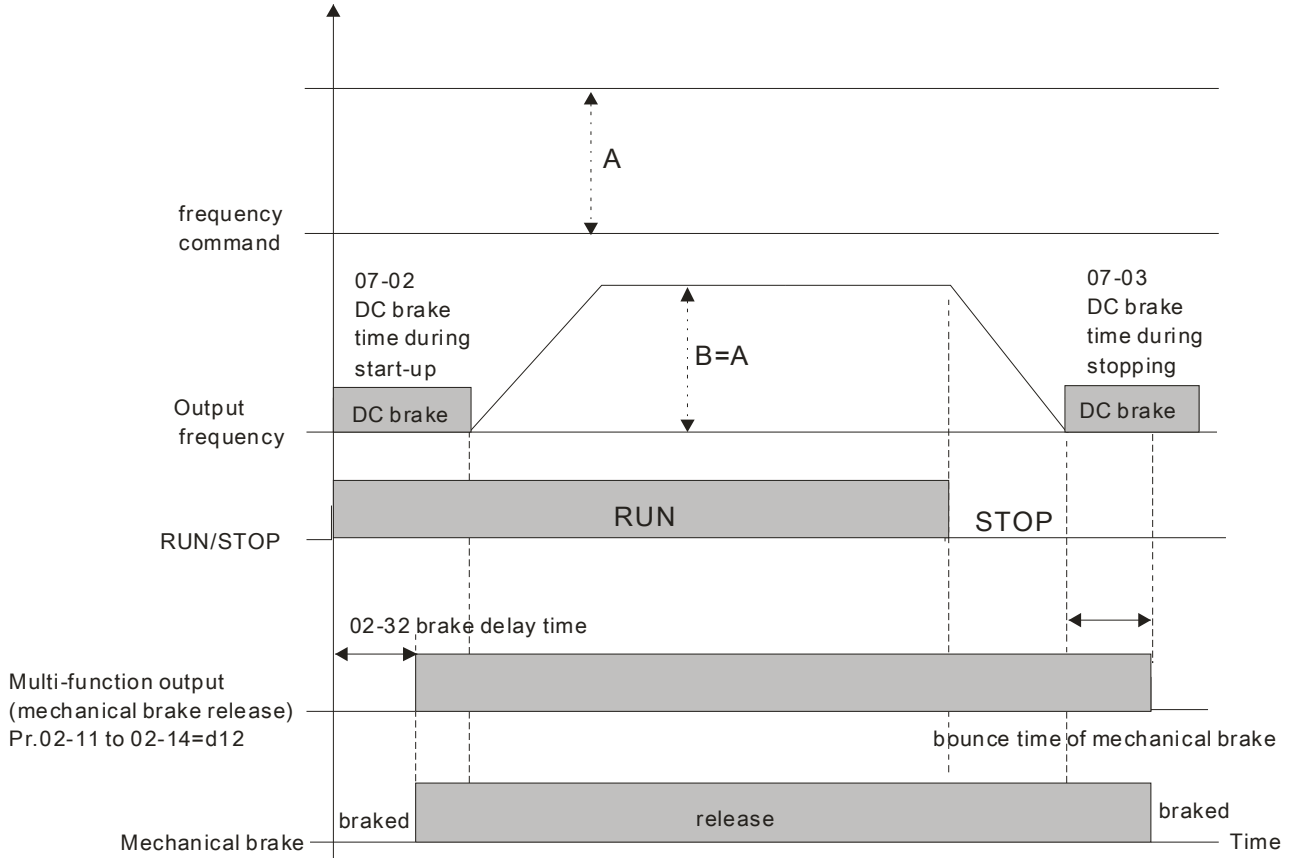 A
frequency
command
07-02
DC brake
time during
start-up
07-03
DC brake
time during
stopping
B=A
Output
frequency
DC brake
DC brake
RUN
STOP
RUN/STOP
02-32 brake delay time
Multi-function output
(mechanical brake release)
Pr.02-11 to 02-14=d12
bounce time of mechanical brake
braked
release
braked
Mechanical brake
Time